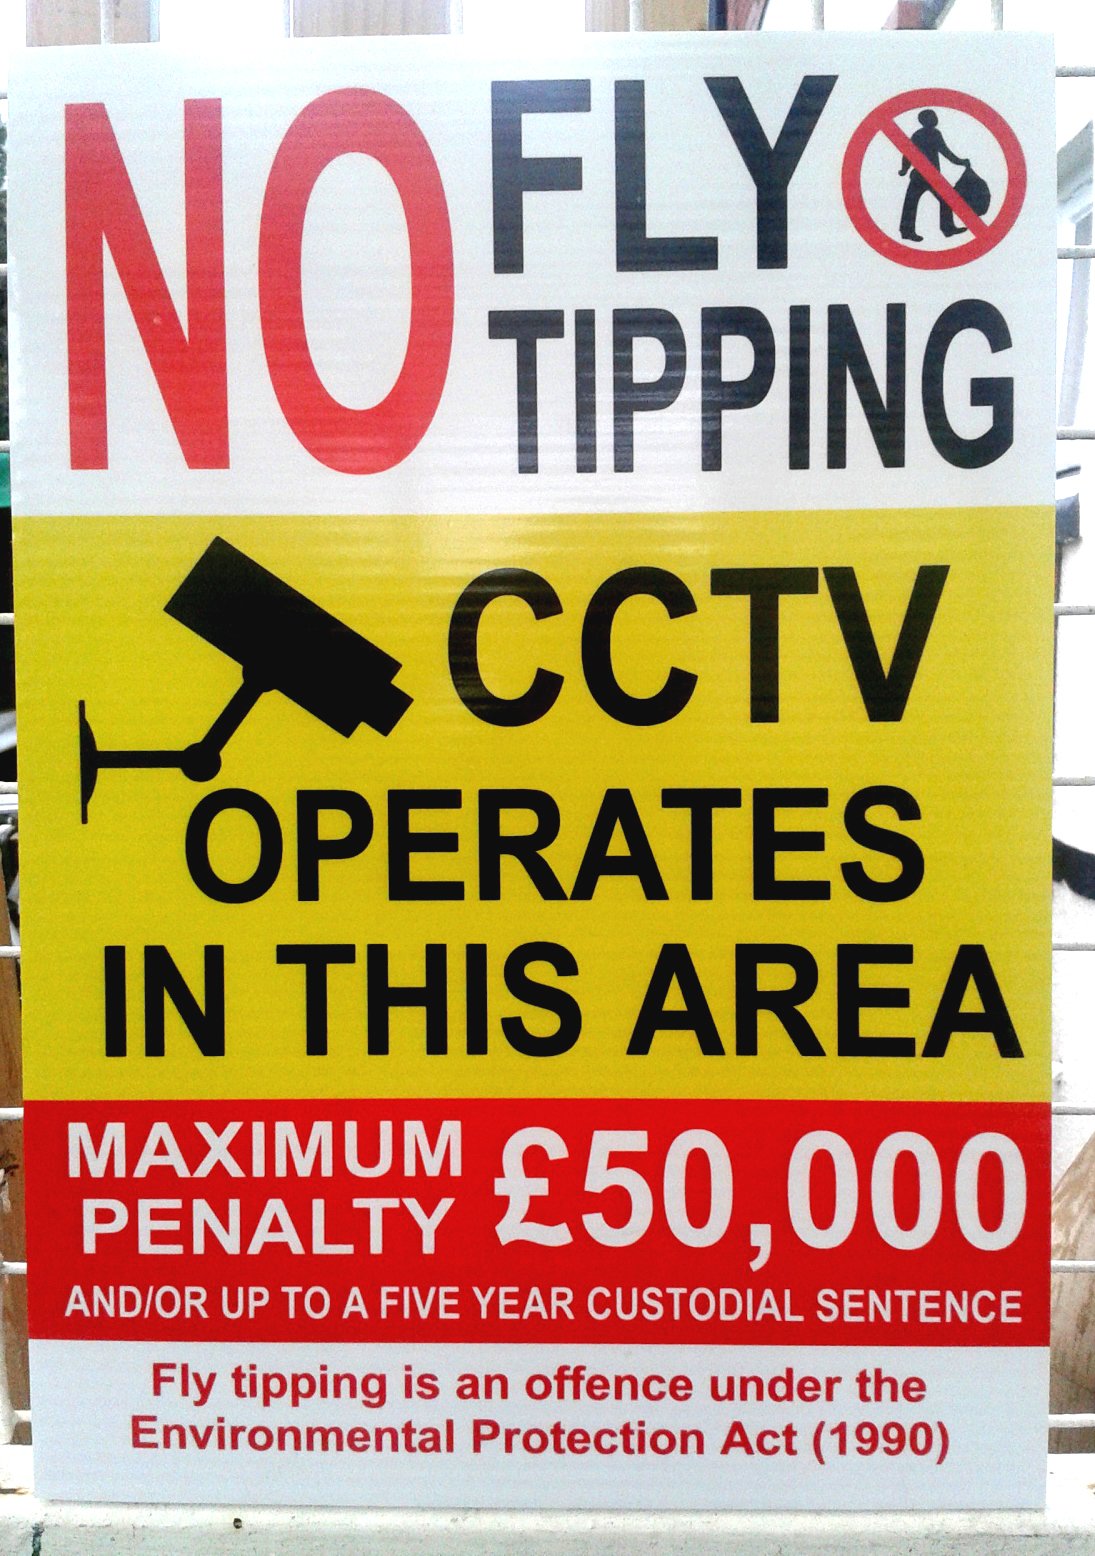 NO FLY
TIPPING
CCTV
OPERATES
IN THIS AREA
MAXIMUM
PENALTY £50,000
AND/OR UP TO A FIVE YEAR CUSTODIAL SENTENCE
Fly tipping is an offence under the
Environmental Protection Act (1990)